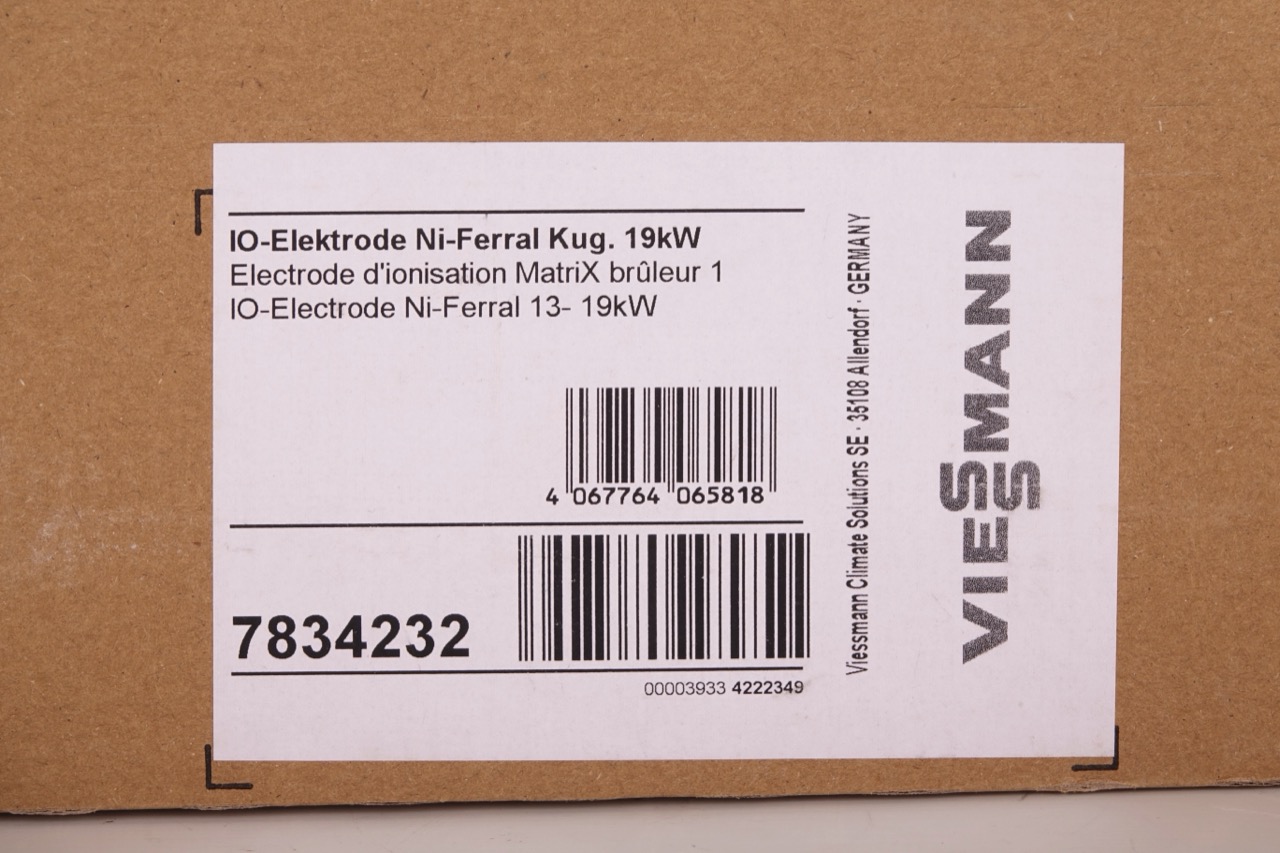 IO-Elektrode Ni-Ferral Kug. 19kW
Electrode d'ionisation MatriX brûleur 1
IO-Electrode Ni-Ferral 13- 19kW
4 067764 065818
7834232
00003933 4222349
Viessmann Climate Solutions SE · 35108 Allendorf · GERMANY
VIESSMANN